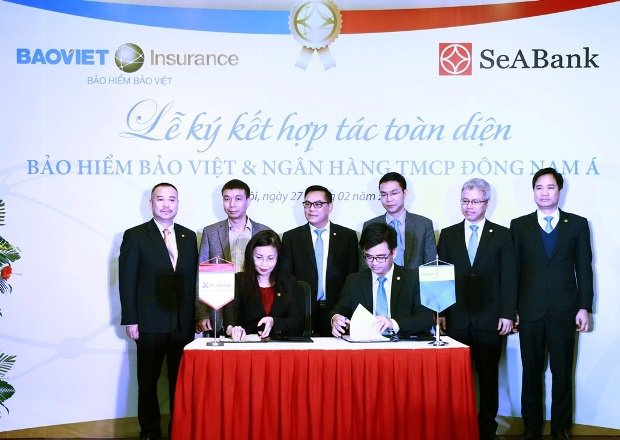 BAOVIET Insurance
BẢO HIỂM BẢO VIỆT
SeABank
Lễ ký kết hợp tác toàn diện
BẢO HIỂM BẢO VIỆT & NGÂN HÀNG TMCP ĐÔNG NAM Á
ội, ngày 27 02
SeABank